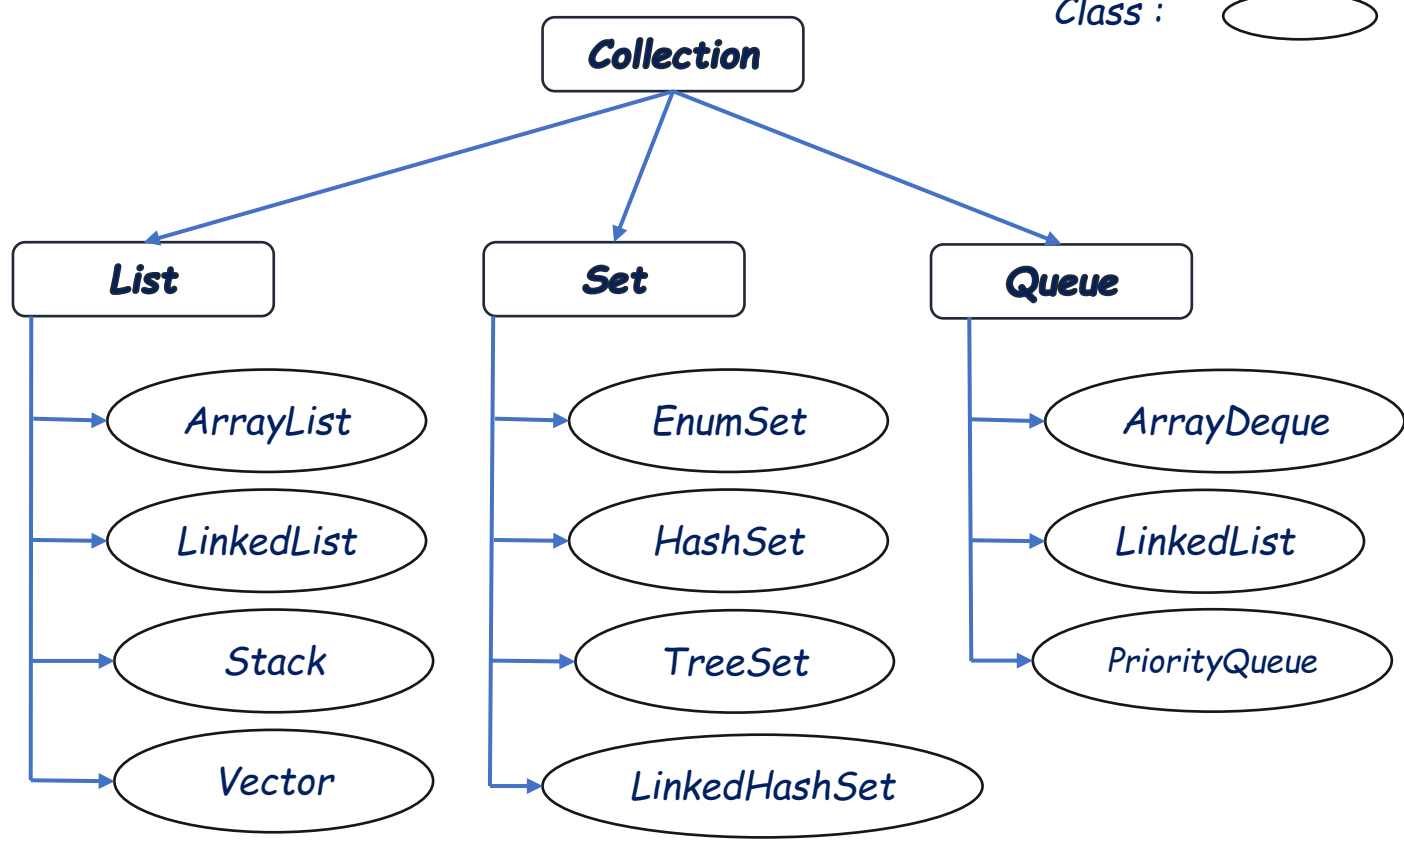 Class :
Collection
List
Set
Queue
ArrayList
EnumSet
ArrayDeque
LinkedList
HashSet
LinkedList
Stack
TreeSet
PriorityQueue
Vector
LinkedHashSet